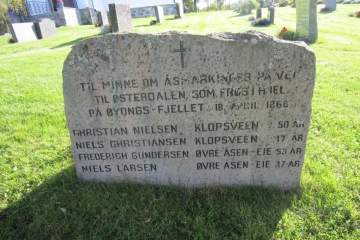 TIL MINNE OM ÅSMARKINGER PÅ VEI
TIL ØSTERDALEN, SOM FRØS I HJEL
PÅ ØYONGS-FJELLET 18. APRIL 1868
CHRISTIAN NIELSEN, KLOPSVEEN 50 ÅR
NIELS CHRISTIANSEN KLOPSVEEN 17 ÅR
FREDERICH GUNDERSEN ØVRE ÅSEN-EIE 53 ÅR
NIELS LARSEN ØVRE ÅSEN-EIE 37 ÅR